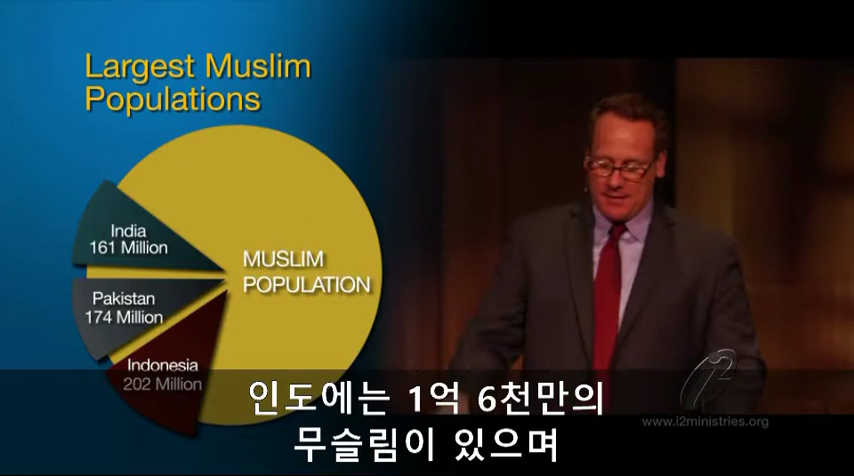 Largest Muslim
Populations
India
161 Million
MUSLIM
POPULATION
Pakistan
174 Million
Indonesia
202 Million
i2
www.i2ministries.org
인도에는 1억 6천만의
무슬림이 있으며